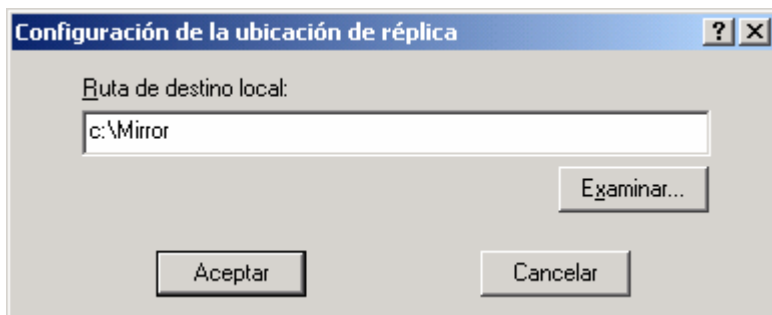 Configuración de la ubicación de réplica
Ruta de destino local:
c:\Mirror
Examinar...
Aceptar Cancelar